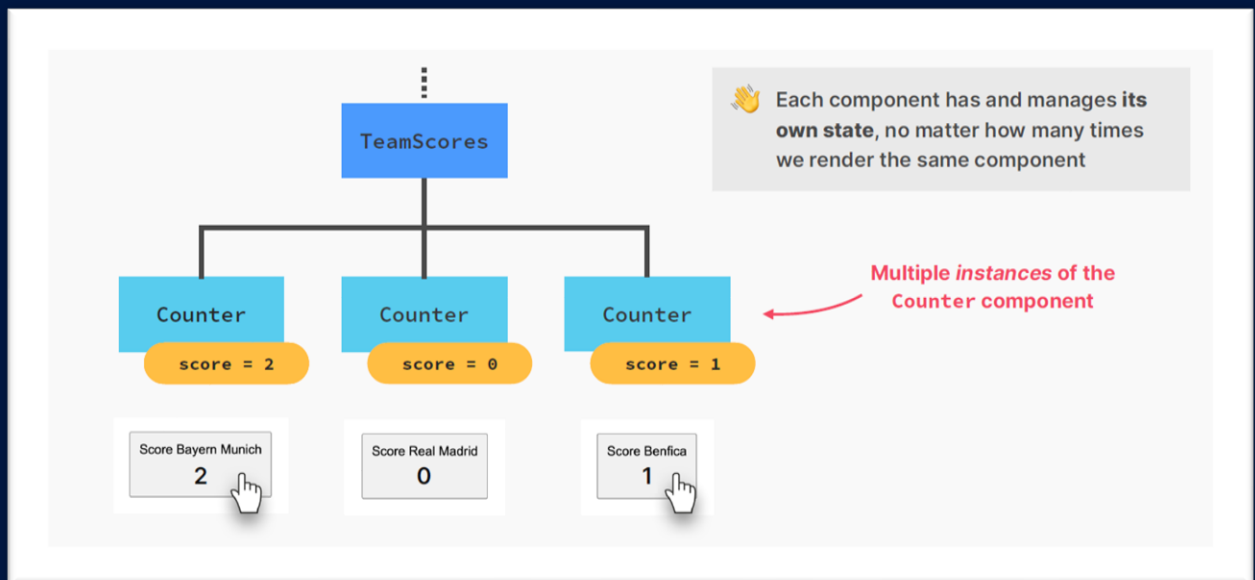 TeamScores
👋 Each component has and manages its
own state, no matter how many times
we render the same component
Multiple instances of the
Counter component
Counter
Counter
Counter
score = 2
score = 0
score = 1
Score Bayern Munich
2
Score Real Madrid
0
Score Benfica
1